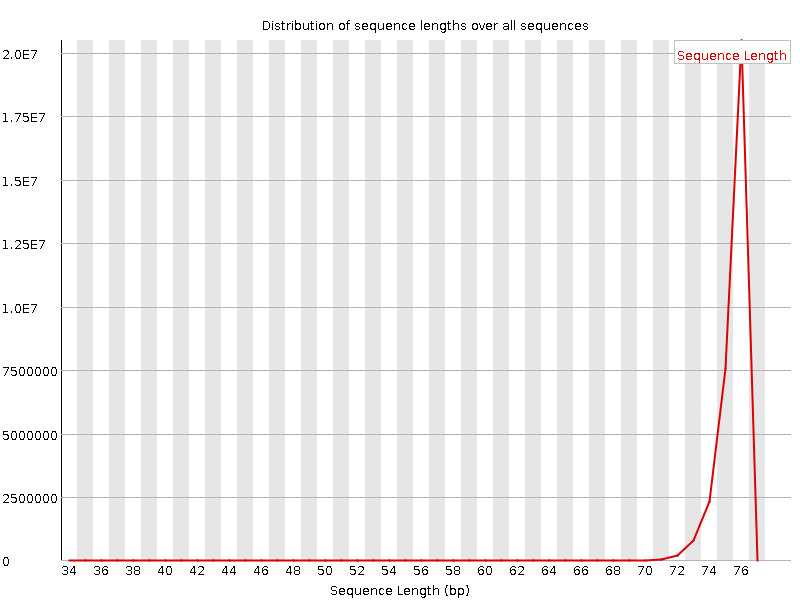 Distribution of sequence lengths over all sequences
Sequence Length
2.0E7
1.75E7
1.5E7
1.25E7
1.0E7
7500000
5000000
2500000
0
34 36 38 40 42 44 46 48 50 52 54 56 58 60 62 64 66 68 70 72 74 76
Sequence Length (bp)